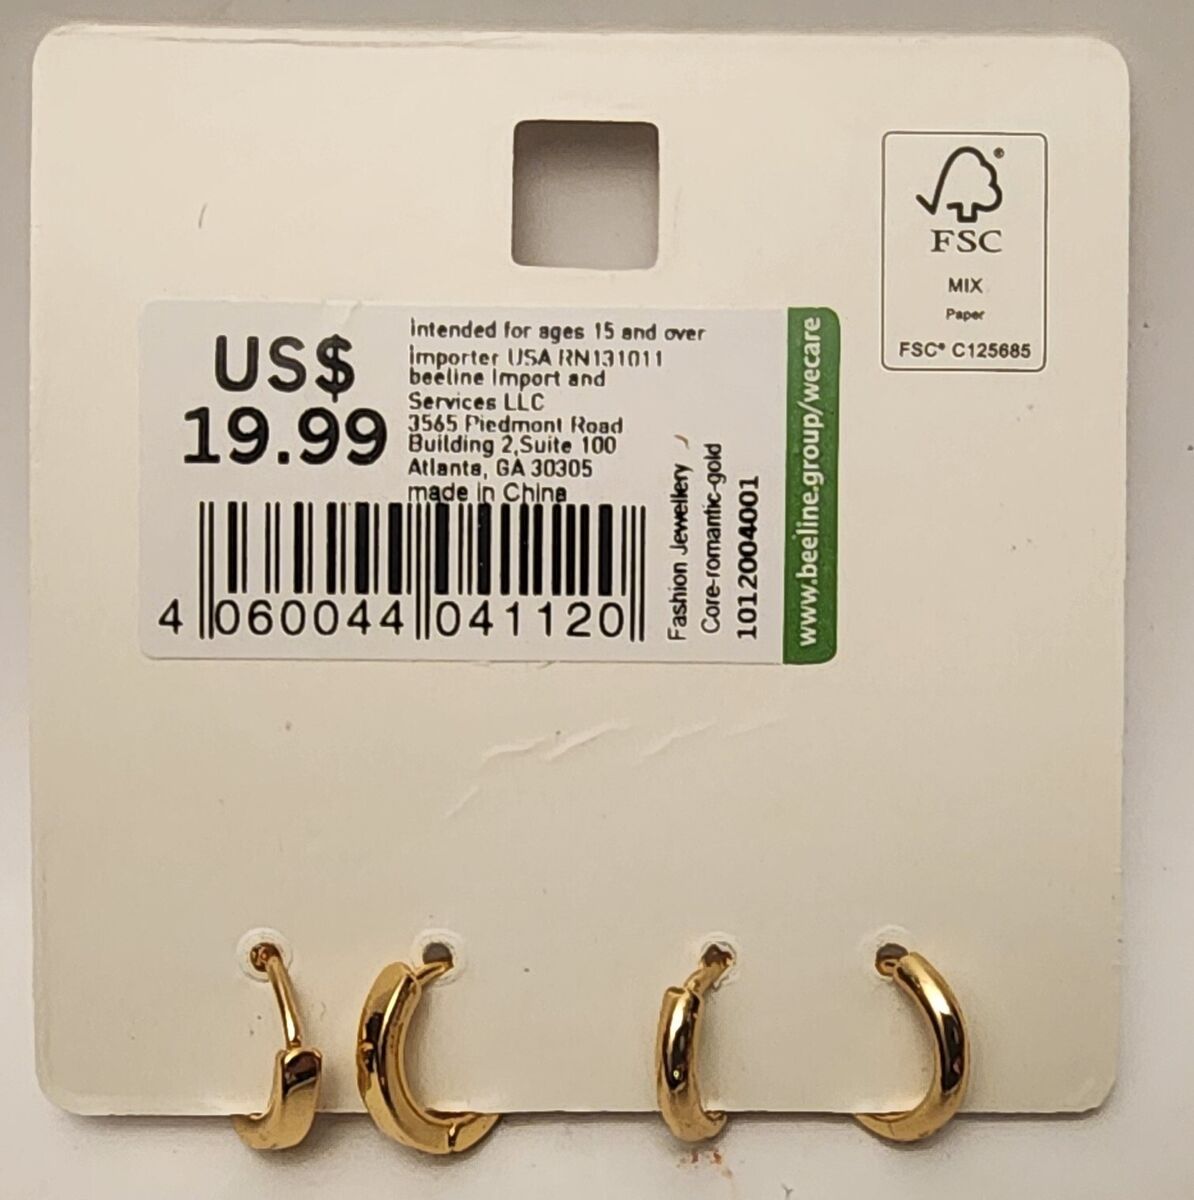 FSC
MIX
Paper
FSC® C125685
US$
19.99
Intended for ages 15 and over
Importer USA RN131011
beeline Import and
Services LLC
3565 Piedmont Road
Building 2,Suite 100
Atlanta, GA 30305
made in China
4 060044 041120
Fashion Jewellery
Core-romantic-gold
1012004001
www.beeline.group/wecare